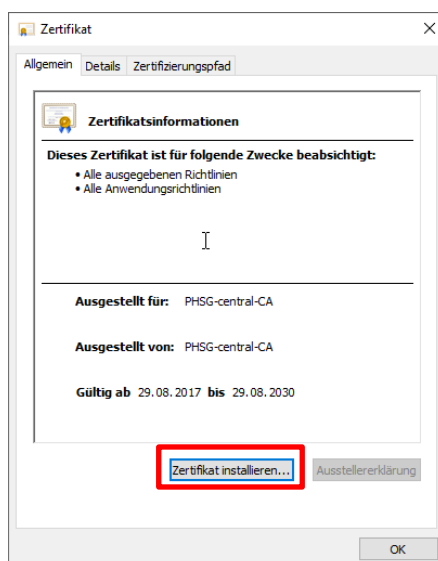 Zertifikat
Allgemein Details Zertifizierungspfad
Zertifikatsinformationen
Dieses Zertifikat ist für folgende Zwecke beabsichtigt:
• Alle ausgegebenen Richtlinien
• Alle Anwendungsrichtlinien
Ausgestellt für: PHSG-central-CA
Ausgestellt von: PHSG-central-CA
Gültig ab 29.08.2017 bis 29.08.2030
Zertifikat installieren... Ausstellererklärung
OK